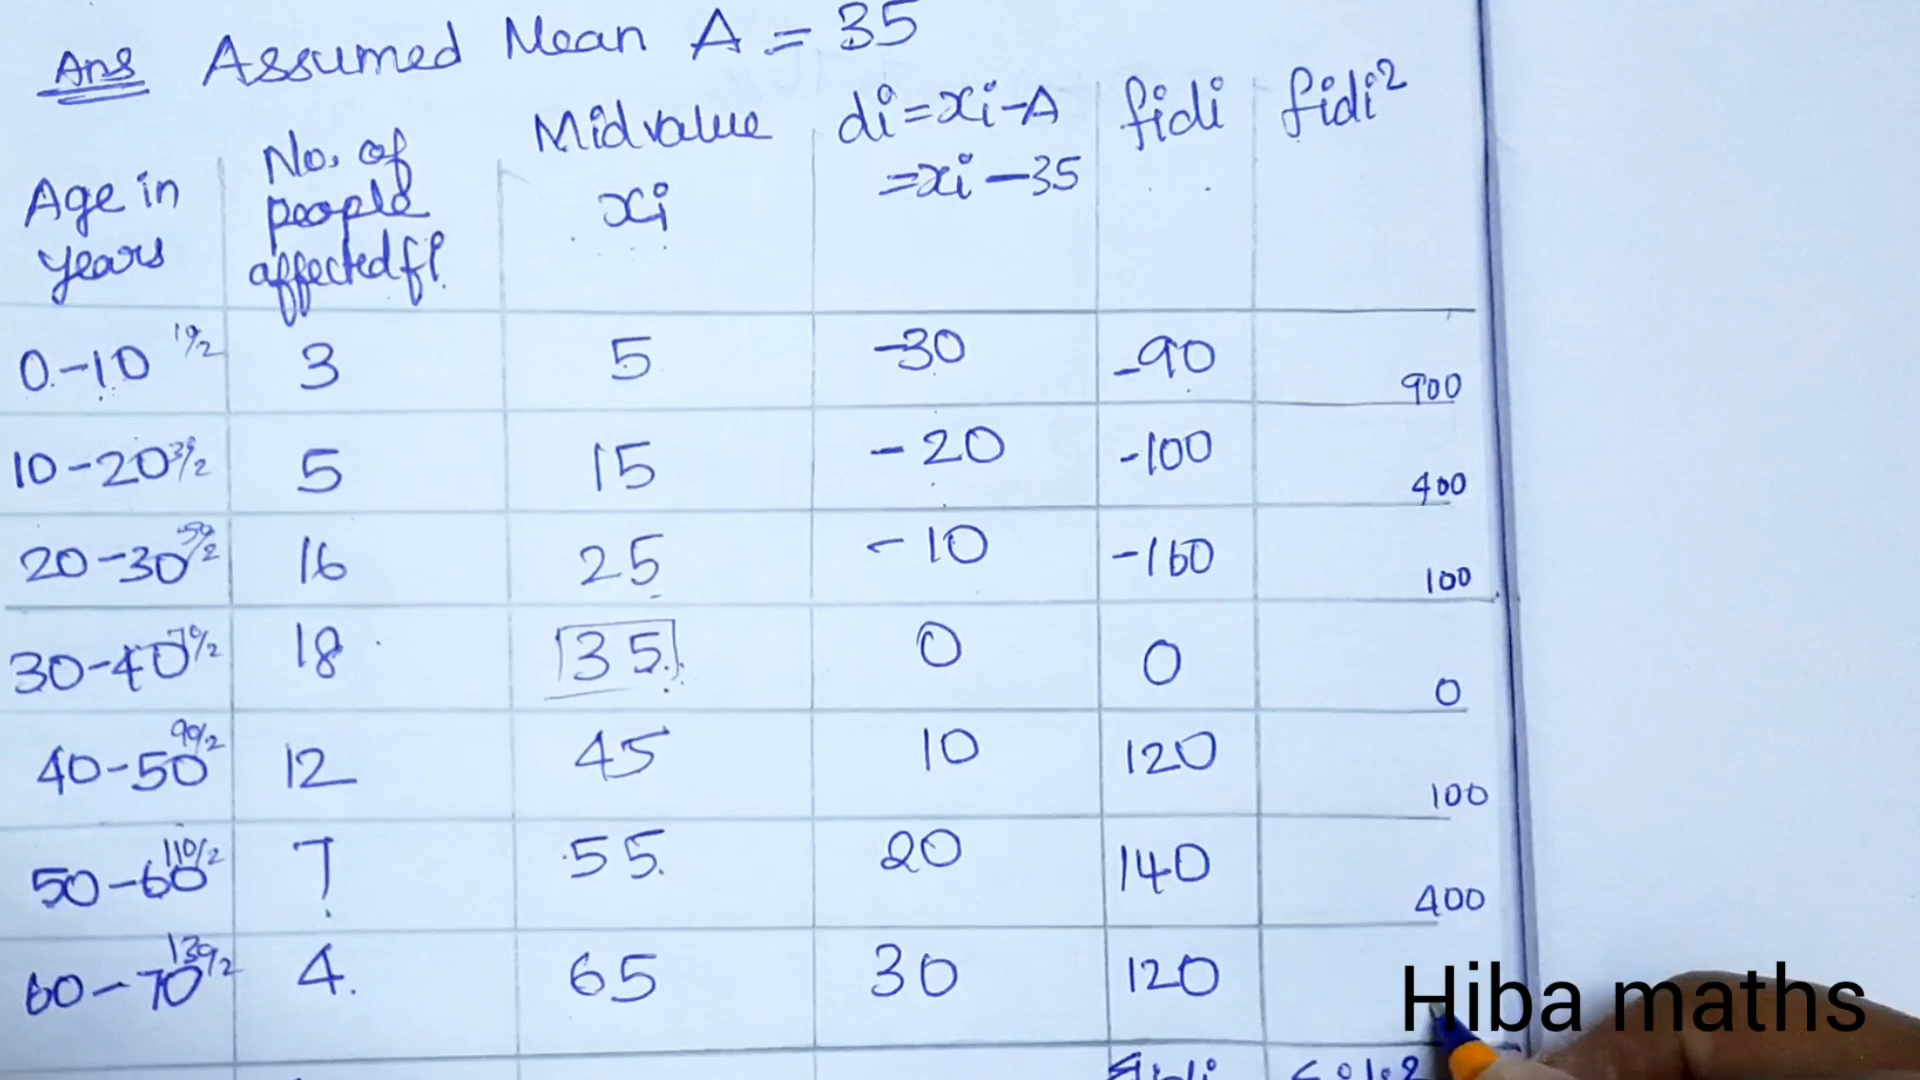 Ans Assumed Mean A = 35
Age in years
No. of people affected fi
Midvalue xi
di=xi-A
=xi-35
fidi
fidi²
0-10 10/2 3 5 -30 -90 900
10-20 30/2 5 15 -20 -100 400
20-30 50/2 16 25 -10 -160 100
30-40 70/2 18 35 0 0 0
40-50 90/2 12 45 10 120 100
50-60 110/2 7 55 20 140 400
60-70 130/2 4 65 30 120
Hiba maths